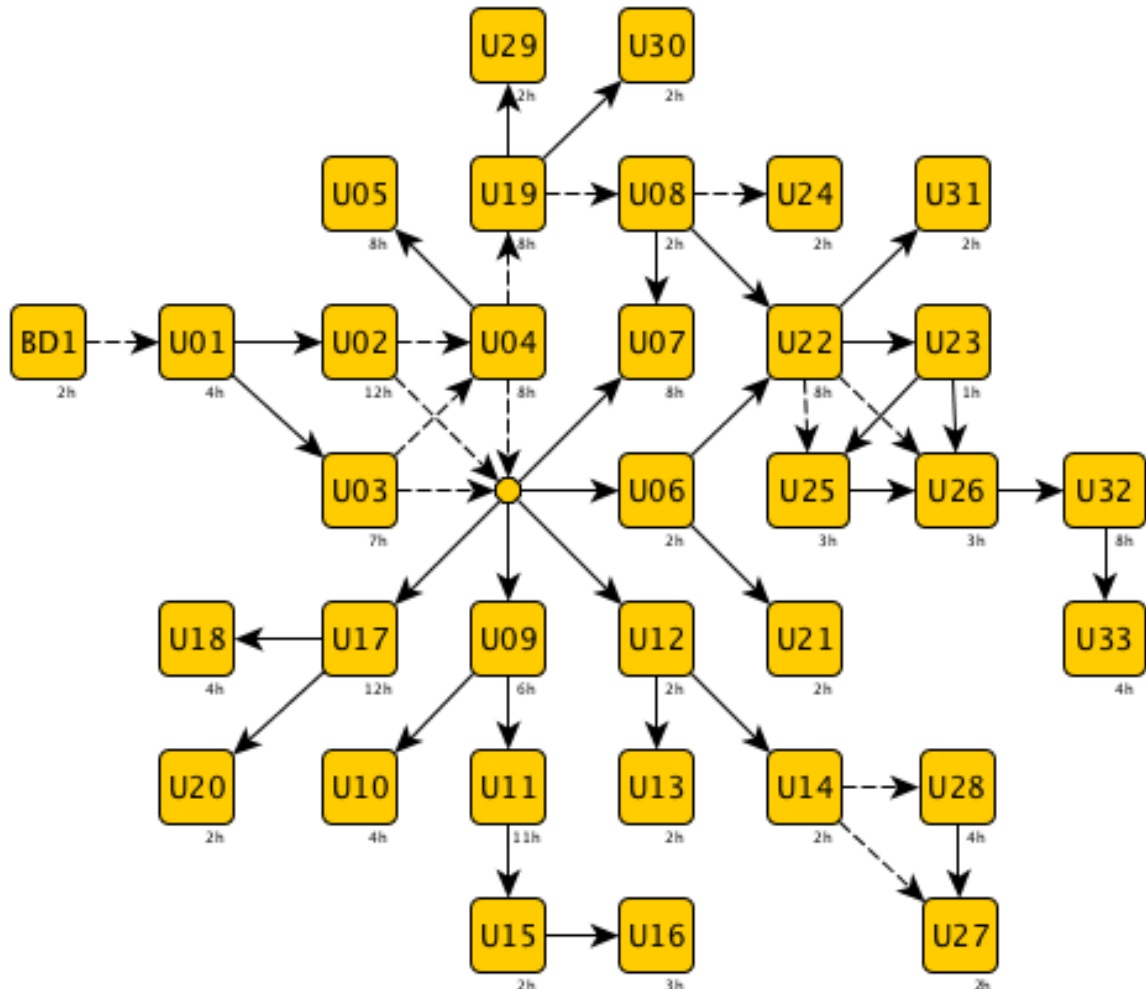 U29 U30
2h 2h
U05 U19 U08 U24 U31
8h 8h 2h 2h 2h
BD1 U01 U02 U04 U07 U22 U23
2h 4h 12h 8h 8h 8h 1h
U03 U06 U25 U26 U32
7h 2h 3h 3h 8h
U18 U17 U09 U12 U21 U33
4h 12h 6h 2h 2h 4h
U20 U10 U11 U13 U14 U28
2h 4h 11h 2h 2h 4h
U15 U16 U27
2h 3h 2h